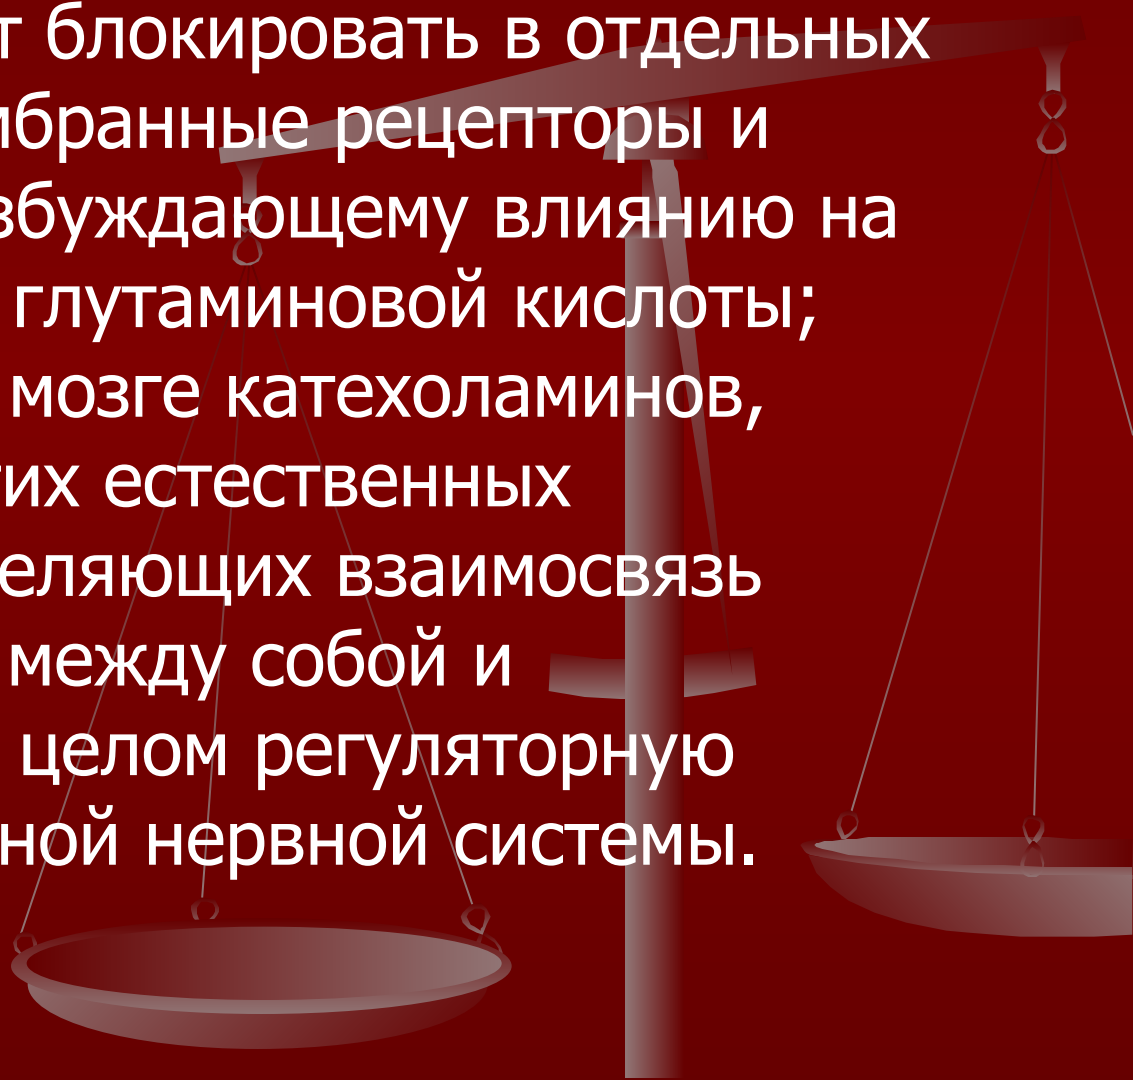 т блокировать в отдельных
мбранные рецепторы и
збуждающему влиянию на
глутаминовой кислоты;
мозге катехоламинов,
гих естественных
еляющих взаимосвязь
между собой и
целом регуляторную
ной нервной системы.